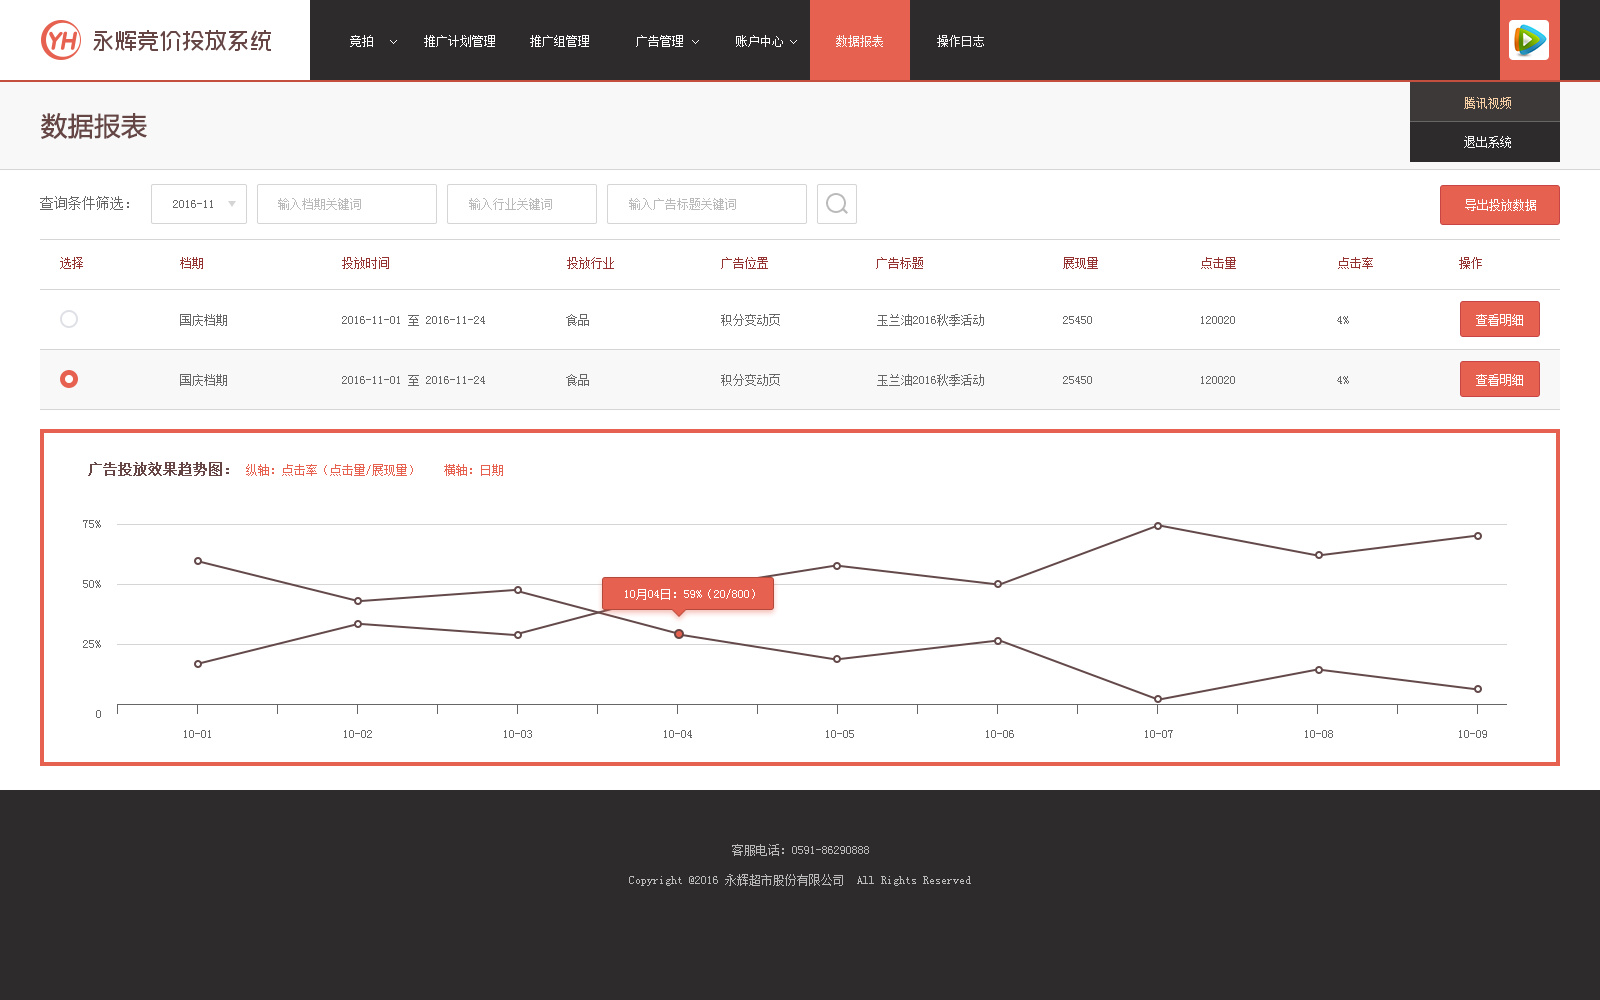 YH 永辉竞价投放系统 竞拍 推广计划管理 推广组管理 广告管理 账户中心 数据报表 操作日志
腾讯视频
数据报表
退出系统
查询条件筛选： 2016-11 输入档期关键词 输入行业关键词 输入广告标题关键词 导出投放数据
选择 档期 投放时间 投放行业 广告位置 广告标题 展现量 点击量 点击率 操作
国庆档期 2016-11-01 至 2016-11-24 食品 积分变动页 玉兰油2016秋季活动 25450 120020 4% 查看明细
国庆档期 2016-11-01 至 2016-11-24 食品 积分变动页 玉兰油2016秋季活动 25450 120020 4% 查看明细
广告投放效果趋势图： 纵轴：点击率（点击量/展现量） 横轴：日期
75%
50%
10月04日：59%（20/800）
25%
0
10-01 10-02 10-03 10-04 10-05 10-06 10-07 10-08 10-09
客服电话：0591-86290888
Copyright @2016 永辉超市股份有限公司 All Rights Reserved